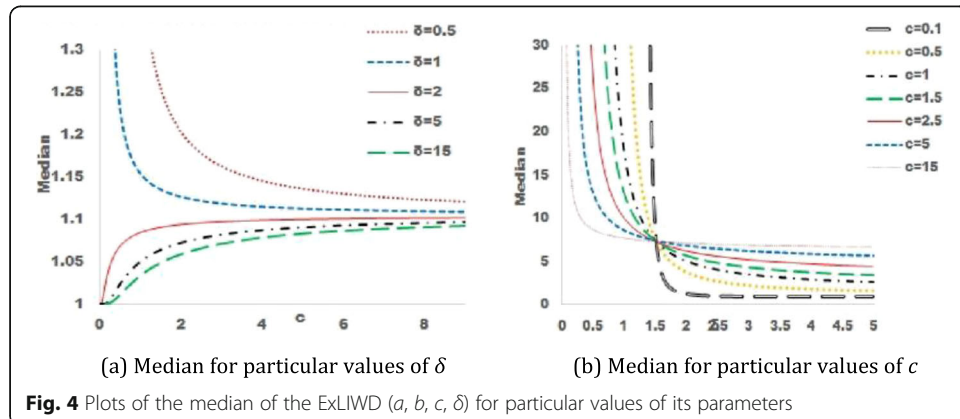 1.3
1.25
1.2
1.15
1.1
1.05
1
Median
0 2 4 6 8
c
δ=0.5
δ=1
δ=2
δ=5
δ=15
(a) Median for particular values of δ
30
25
20
15
10
5
0
Median
0 0.5 1 1.5 2 2.5 3 3.5 4 4.5 5
δ
c=0.1
c=0.5
c=1
c=1.5
c=2.5
c=5
c=15
(b) Median for particular values of c
Fig. 4 Plots of the median of the ExLIWD (a, b, c, δ) for particular values of its parameters